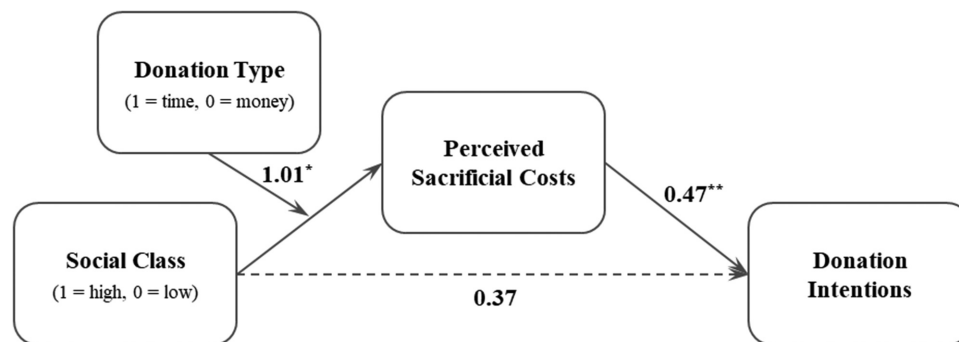 Donation Type
(1 = time, 0 = money)
1.01*
Perceived
Sacrificial Costs
0.47**
Social Class
(1 = high, 0 = low)
0.37
Donation
Intentions